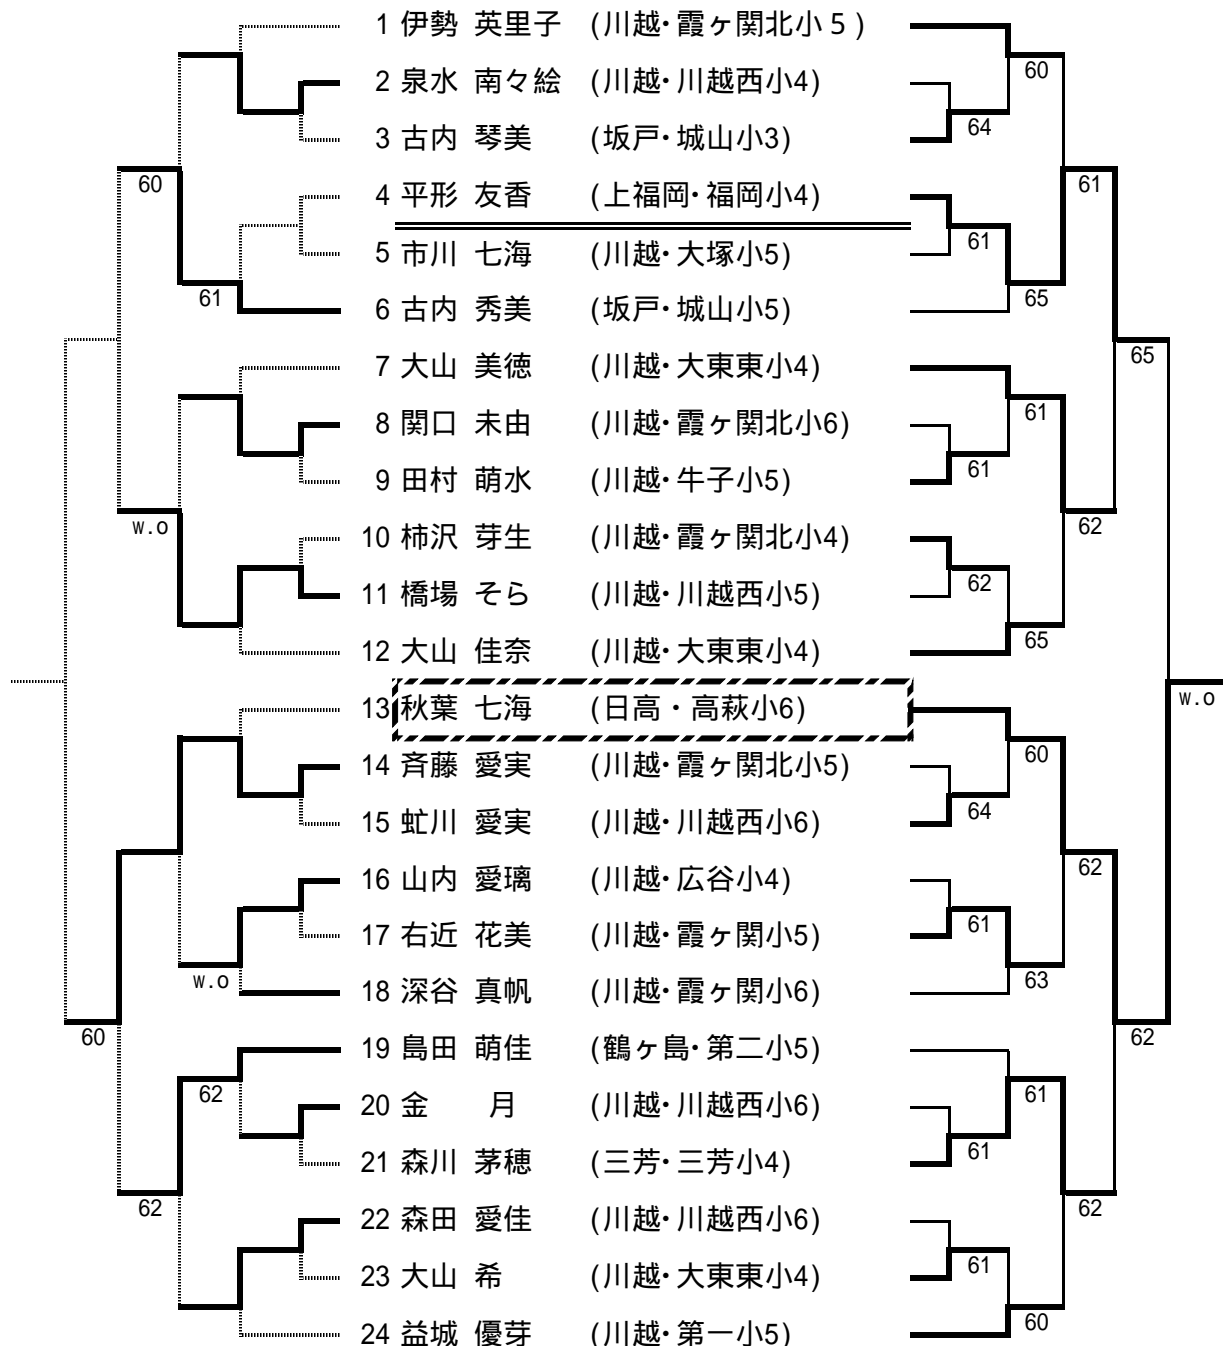 1 伊勢 英里子 (川越・霞ヶ関北小５)
60
2 泉水 南々絵 (川越・川越西小4)
64
3 古内 琴美 (坂戸・城山小3)
60
4 平形 友香 (上福岡・福岡小4)
61
61
5 市川 七海 (川越・大塚小5)
61
6 古内 秀美 (坂戸・城山小5)
65
65
7 大山 美徳 (川越・大東東小4)
61
8 関口 未由 (川越・霞ヶ関北小6)
61
9 田村 萌水 (川越・牛子小5)
w.o
10 柿沢 芽生 (川越・霞ヶ関北小4)
62
62
11 橋場 そら (川越・川越西小5)
65
12 大山 佳奈 (川越・大東東小4)
13 秋葉 七海 (日高・高萩小6)
w.o
60
14 斉藤 愛実 (川越・霞ヶ関北小5)
64
15 虻川 愛実 (川越・川越西小6)
62
16 山内 愛璃 (川越・広谷小4)
61
17 右近 花美 (川越・霞ヶ関小5)
w.o
63
18 深谷 真帆 (川越・霞ヶ関小6)
60
62
19 島田 萌佳 (鶴ヶ島・第二小5)
62
61
20 金 月 (川越・川越西小6)
61
21 森川 茅穂 (三芳・三芳小4)
62
62
22 森田 愛佳 (川越・川越西小6)
61
23 大山 希 (川越・大東東小4)
60
24 益城 優芽 (川越・第一小5)